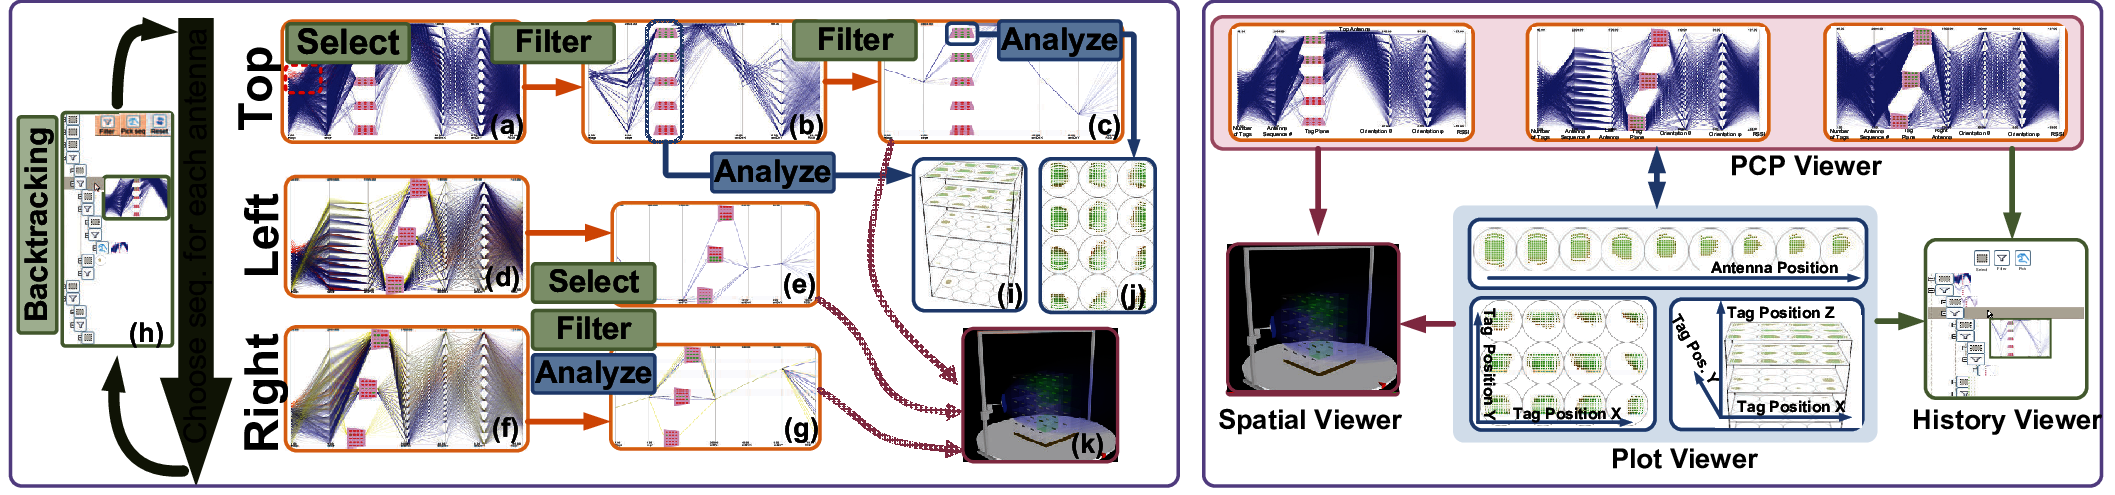 Backtracking
Choose seq. for each antenna
Filter
Pick seq
Reset
(h)
Top
Select
Filter
Filter
Analyze
(a)
(b)
(c)
Analyze
(i)
(j)
Left
(d)
Select
(e)
Right
Filter
Analyze
(f)
(g)
(k)
Top Antenna
Number of Tags
Antenna Sequence #
Tag Plane
Orientation θ
Orientation φ
RSSI
Number of Tags
Antenna Sequence #
Tag Plane
Orientation θ
Orientation φ
RSSI
Number of Tags
Antenna Sequence #
Tag Plane
Right Antenna
Orientation θ
Orientation φ
RSSI
PCP Viewer
Antenna Position
Tag Position Y
Tag Position X
Tag Position Z
Tag Pos. Y
Tag Position X
Plot Viewer
Spatial Viewer
Select
Filter
Pick
History Viewer